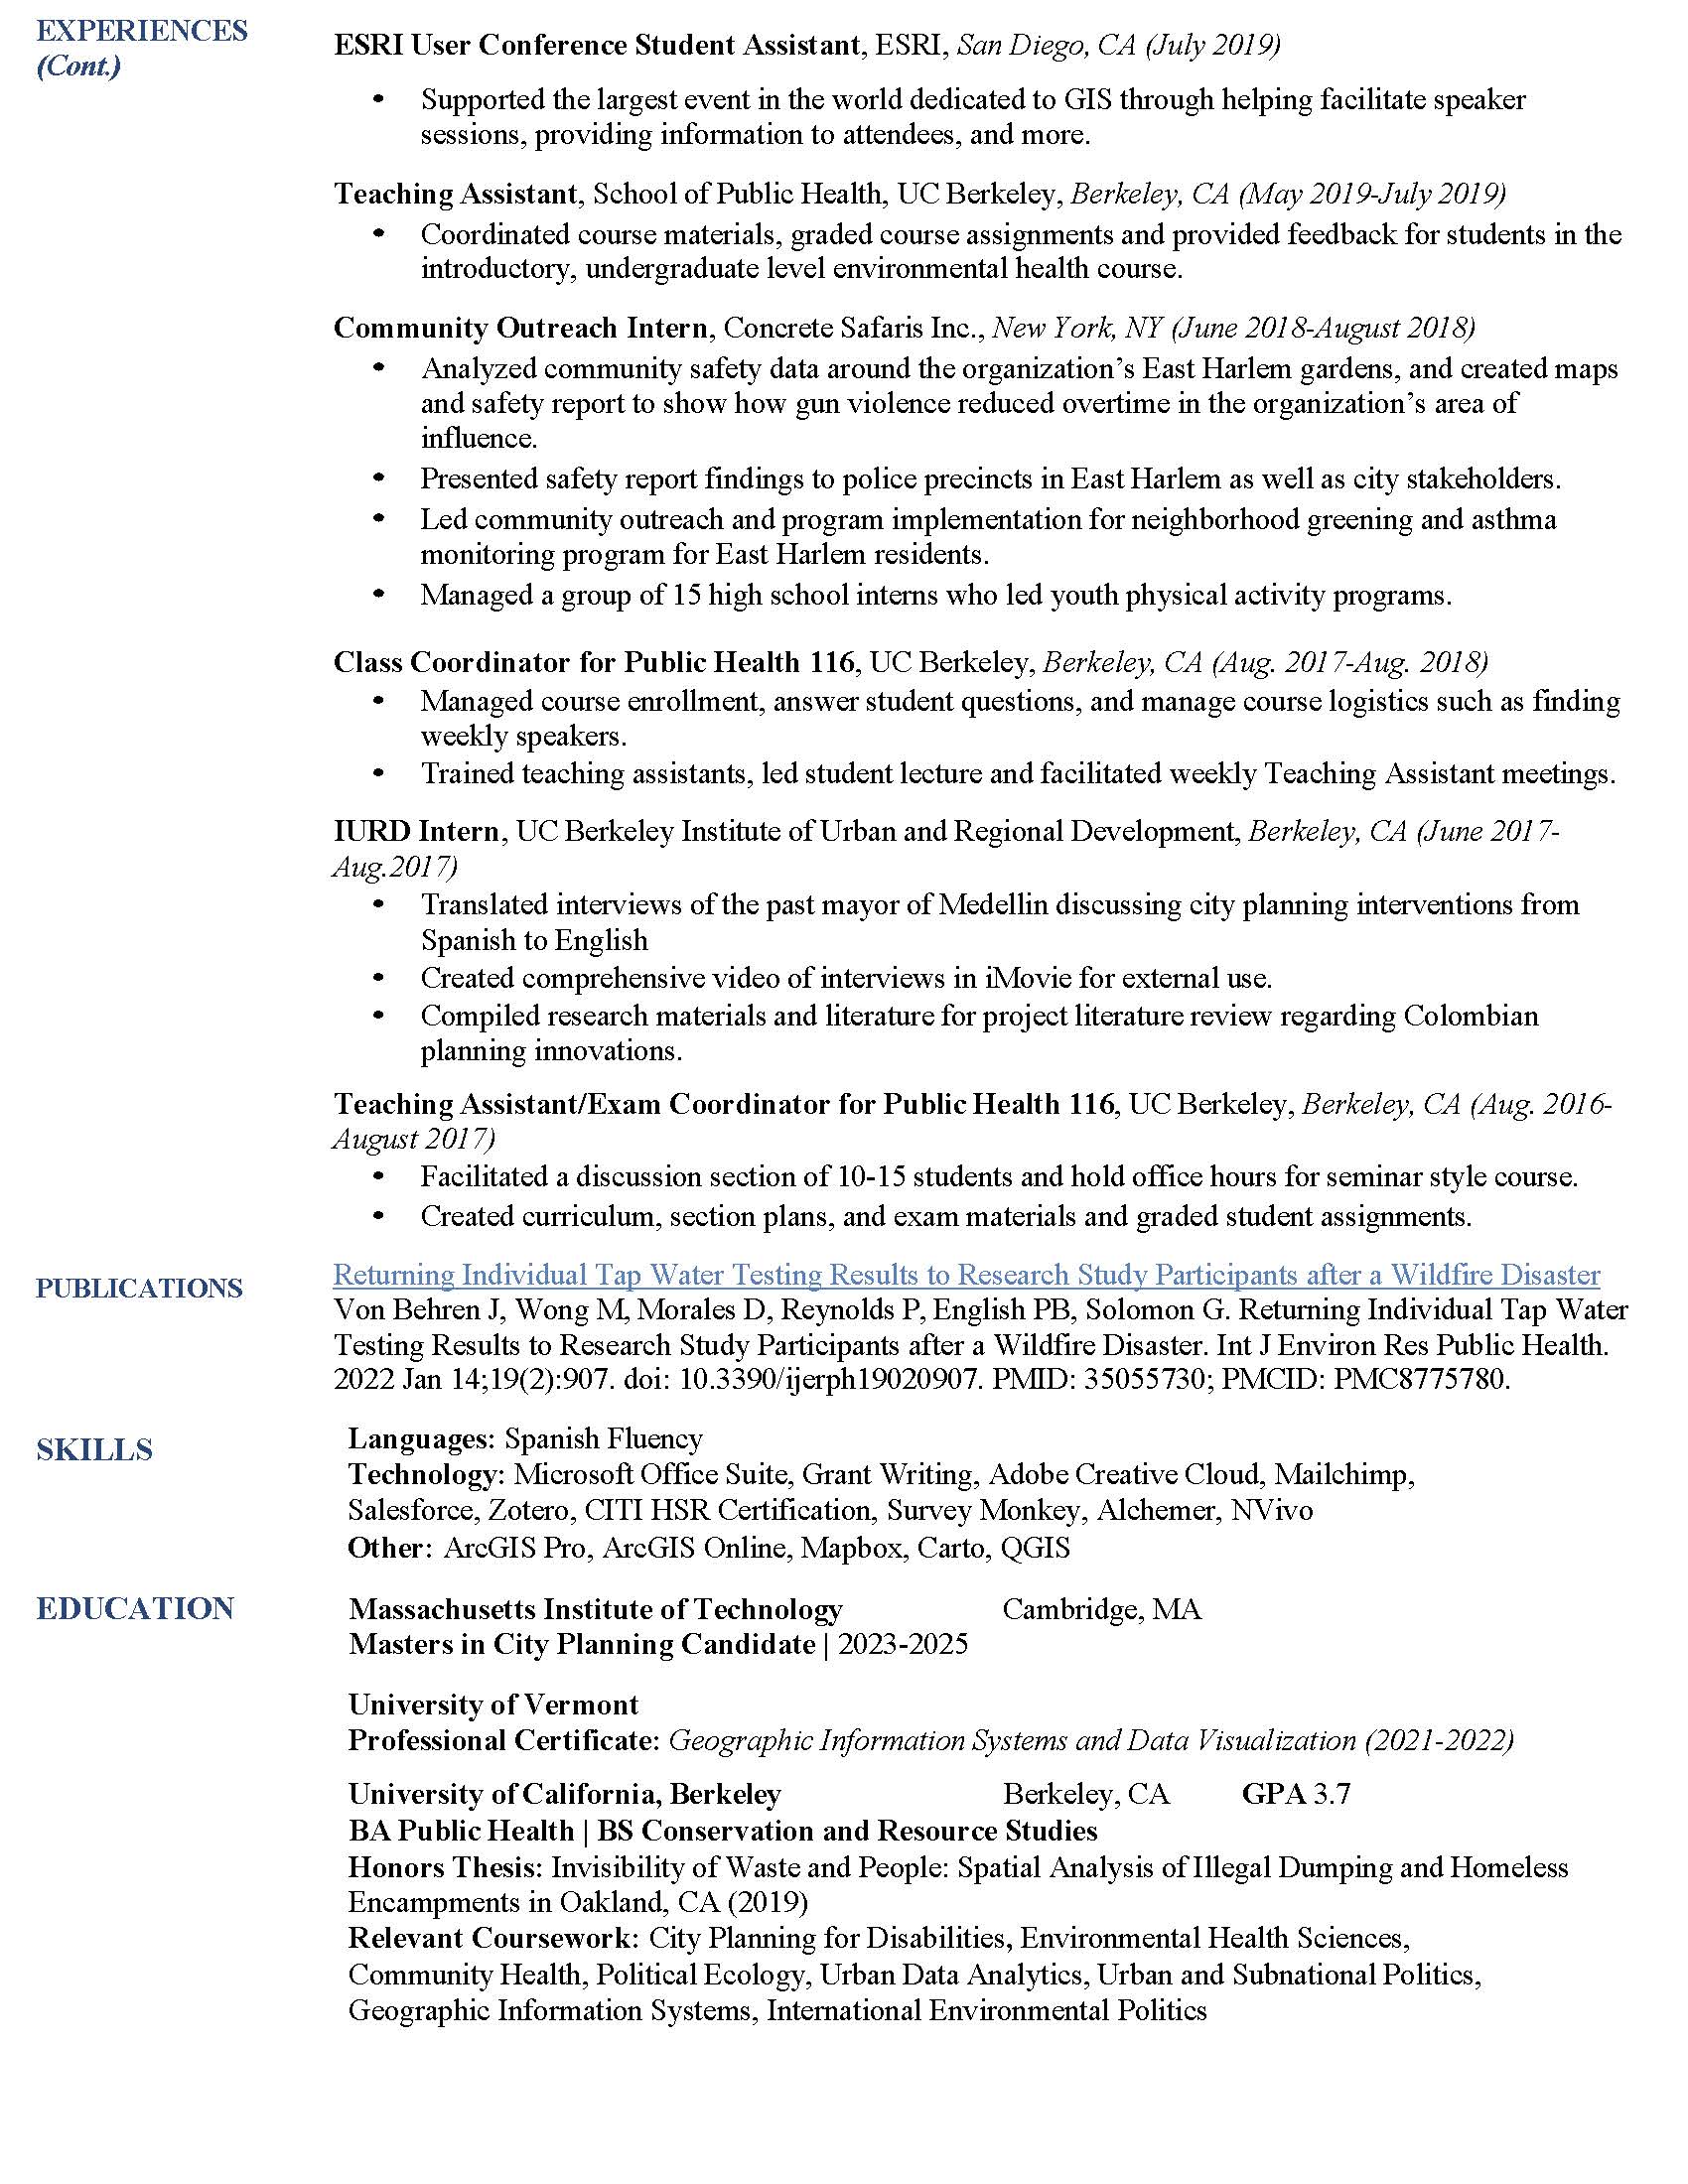 EXPERIENCES
(Cont.)
ESRI User Conference Student Assistant, ESRI, San Diego, CA (July 2019)
• Supported the largest event in the world dedicated to GIS through helping facilitate speaker
sessions, providing information to attendees, and more.
Teaching Assistant, School of Public Health, UC Berkeley, Berkeley, CA (May 2019-July 2019)
• Coordinated course materials, graded course assignments and provided feedback for students in the
introductory, undergraduate level environmental health course.
Community Outreach Intern, Concrete Safaris Inc., New York, NY (June 2018-August 2018)
• Analyzed community safety data around the organization’s East Harlem gardens, and created maps
and safety report to show how gun violence reduced overtime in the organization’s area of
influence.
• Presented safety report findings to police precincts in East Harlem as well as city stakeholders.
• Led community outreach and program implementation for neighborhood greening and asthma
monitoring program for East Harlem residents.
• Managed a group of 15 high school interns who led youth physical activity programs.
Class Coordinator for Public Health 116, UC Berkeley, Berkeley, CA (Aug. 2017-Aug. 2018)
• Managed course enrollment, answer student questions, and manage course logistics such as finding
weekly speakers.
• Trained teaching assistants, led student lecture and facilitated weekly Teaching Assistant meetings.
IURD Intern, UC Berkeley Institute of Urban and Regional Development, Berkeley, CA (June 2017-
Aug.2017)
• Translated interviews of the past mayor of Medellin discussing city planning interventions from
Spanish to English
• Created comprehensive video of interviews in iMovie for external use.
• Compiled research materials and literature for project literature review regarding Colombian
planning innovations.
Teaching Assistant/Exam Coordinator for Public Health 116, UC Berkeley, Berkeley, CA (Aug. 2016-
August 2017)
• Facilitated a discussion section of 10-15 students and hold office hours for seminar style course.
• Created curriculum, section plans, and exam materials and graded student assignments.
PUBLICATIONS
Returning Individual Tap Water Testing Results to Research Study Participants after a Wildfire Disaster
Von Behren J, Wong M, Morales D, Reynolds P, English PB, Solomon G. Returning Individual Tap Water
Testing Results to Research Study Participants after a Wildfire Disaster. Int J Environ Res Public Health.
2022 Jan 14;19(2):907. doi: 10.3390/ijerph19020907. PMID: 35055730; PMCID: PMC8775780.
SKILLS
Languages: Spanish Fluency
Technology: Microsoft Office Suite, Grant Writing, Adobe Creative Cloud, Mailchimp,
Salesforce, Zotero, CITI HSR Certification, Survey Monkey, Alchemer, NVivo
Other: ArcGIS Pro, ArcGIS Online, Mapbox, Carto, QGIS
EDUCATION
Massachusetts Institute of Technology Cambridge, MA
Masters in City Planning Candidate | 2023-2025
University of Vermont
Professional Certificate: Geographic Information Systems and Data Visualization (2021-2022)
University of California, Berkeley Berkeley, CA GPA 3.7
BA Public Health | BS Conservation and Resource Studies
Honors Thesis: Invisibility of Waste and People: Spatial Analysis of Illegal Dumping and Homeless
Encampments in Oakland, CA (2019)
Relevant Coursework: City Planning for Disabilities, Environmental Health Sciences,
Community Health, Political Ecology, Urban Data Analytics, Urban and Subnational Politics,
Geographic Information Systems, International Environmental Politics